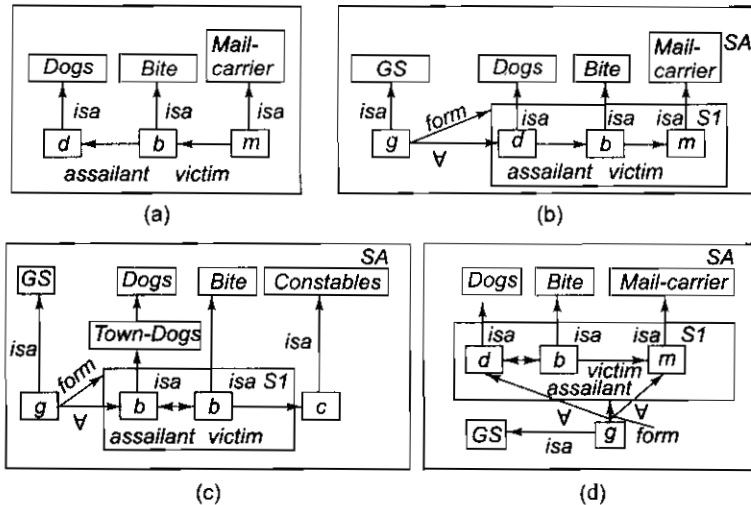 Dogs Bite Mail-carrier
isa isa isa
d b m
assailant victim
(a)
SA
GS Dogs Bite Mail-carrier
isa form isa isa isa S1
g d b m
∀ assailant victim
(b)
SA
GS Dogs Bite Constables
Town-Dogs
isa form isa isa S1 isa
g b b c
∀ assailant victim
(c)
SA
Dogs Bite Mail-carrier
isa isa isa S1
d b m
victim
assailant
∀ ∀
GS g form
isa
(d)